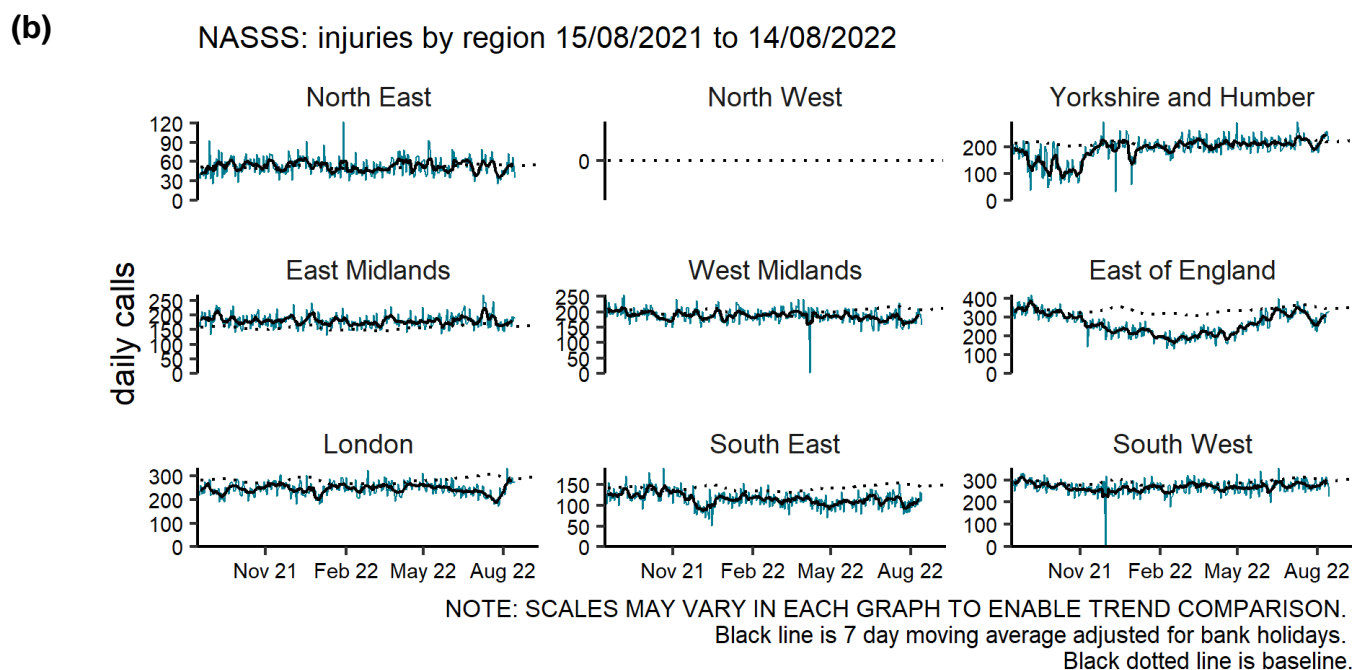 (b)
NASSS: injuries by region 15/08/2021 to 14/08/2022
daily calls
North East
120
90
60
30
0
North West
0
Yorkshire and Humber
200
100
0
East Midlands
250
200
150
100
50
0
West Midlands
250
200
150
100
50
0
East of England
400
300
200
100
0
London
300
200
100
0
Nov 21 Feb 22 May 22 Aug 22
South East
150
100
50
0
Nov 21 Feb 22 May 22 Aug 22
South West
300
200
100
0
Nov 21 Feb 22 May 22 Aug 22
NOTE: SCALES MAY VARY IN EACH GRAPH TO ENABLE TREND COMPARISON.
Black line is 7 day moving average adjusted for bank holidays.
Black dotted line is baseline.